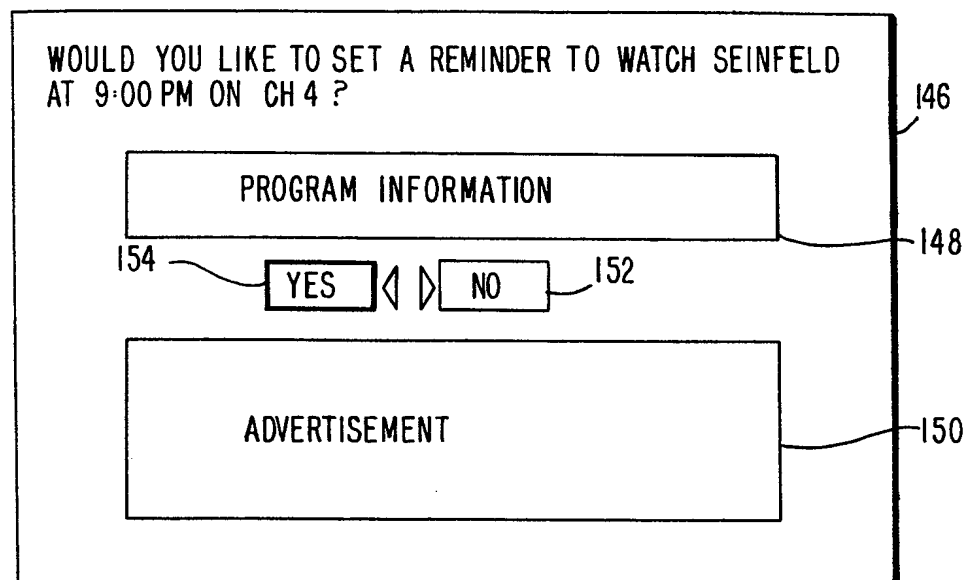 WOULD YOU LIKE TO SET A REMINDER TO WATCH SEINFELD
AT 9:00 PM ON CH 4 ?
146
PROGRAM INFORMATION
148
154
YES
NO
152
ADVERTISEMENT
150